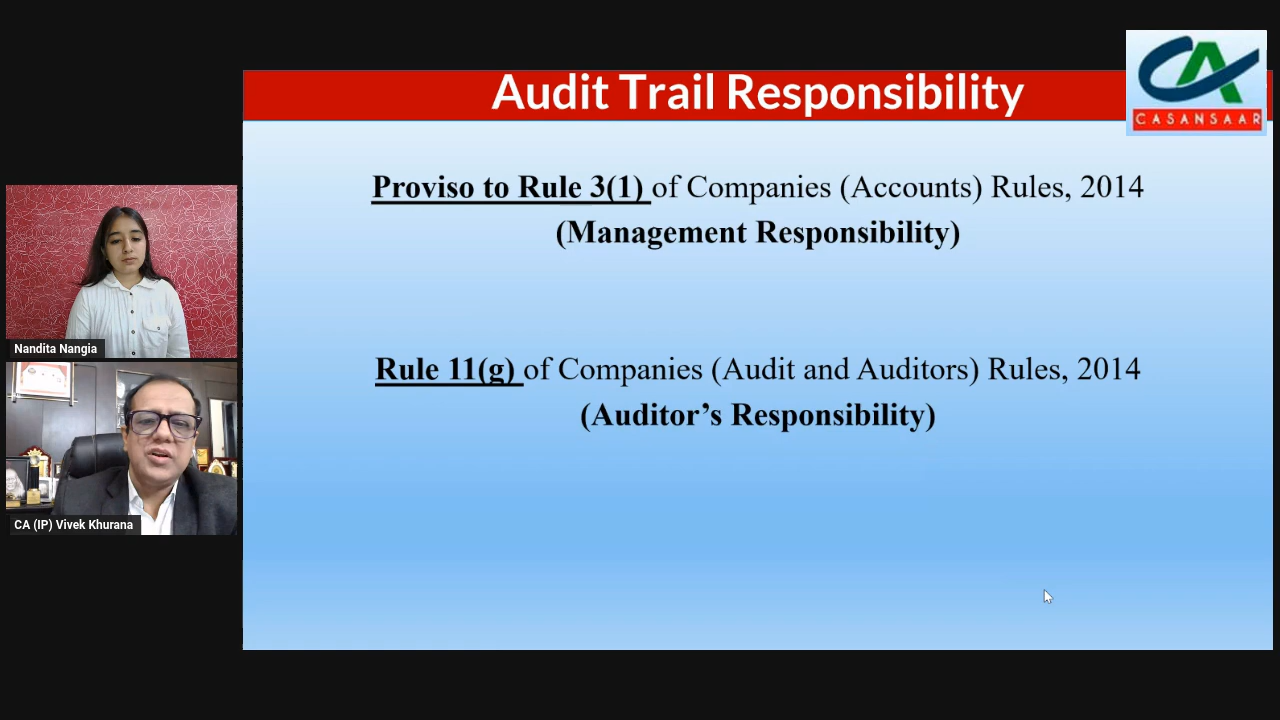 Audit Trail Responsibility
CASANSAAR
Proviso to Rule 3(1) of Companies (Accounts) Rules, 2014
(Management Responsibility)
Rule 11(g) of Companies (Audit and Auditors) Rules, 2014
(Auditor's Responsibility)
Nandita Nangia
CA (IP) Vivek Khurana